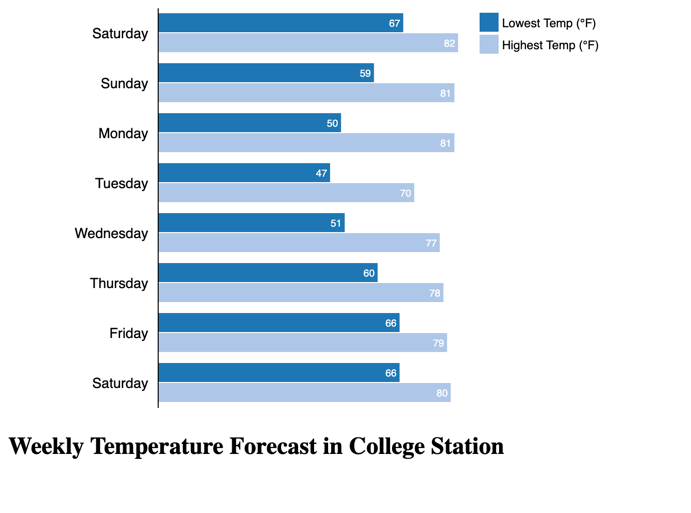 Saturday
67
82
Sunday
59
81
Monday
50
81
Tuesday
47
70
Wednesday
51
77
Thursday
60
78
Friday
66
79
Saturday
66
80
Lowest Temp (°F)
Highest Temp (°F)
Weekly Temperature Forecast in College Station